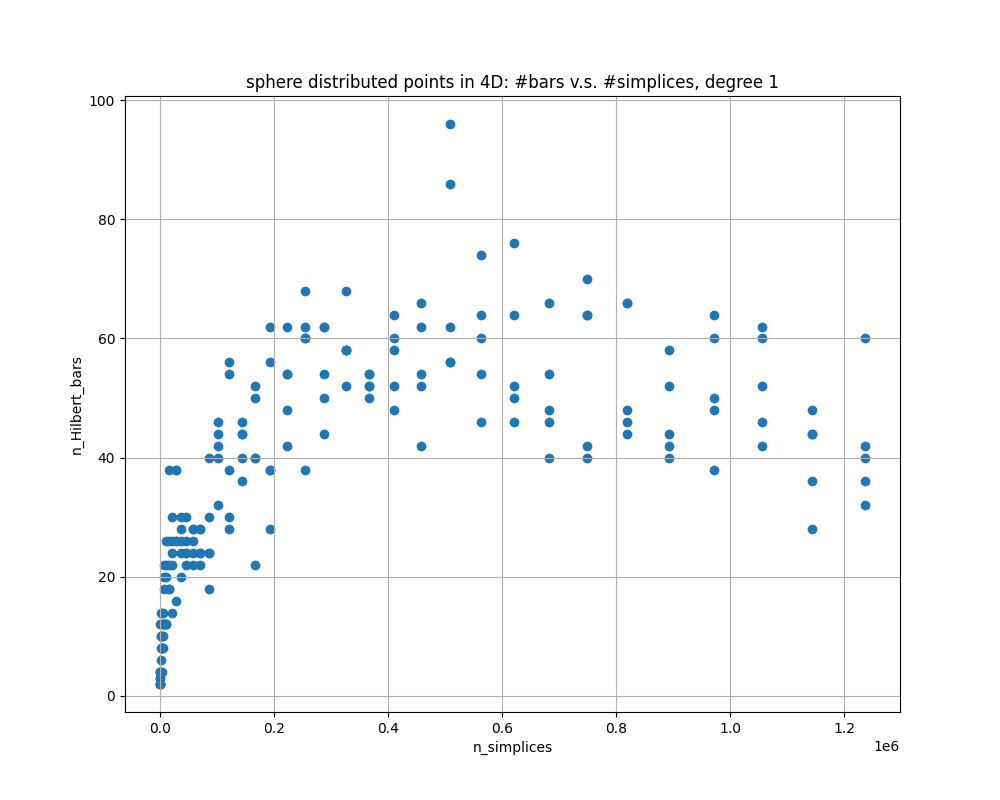 sphere distributed points in 4D: #bars v.s. #simplices, degree 1
100
80
60
40
20
0
n_Hilbert_bars
0.0 0.2 0.4 0.6 0.8 1.0 1.2
1e6
n_simplices